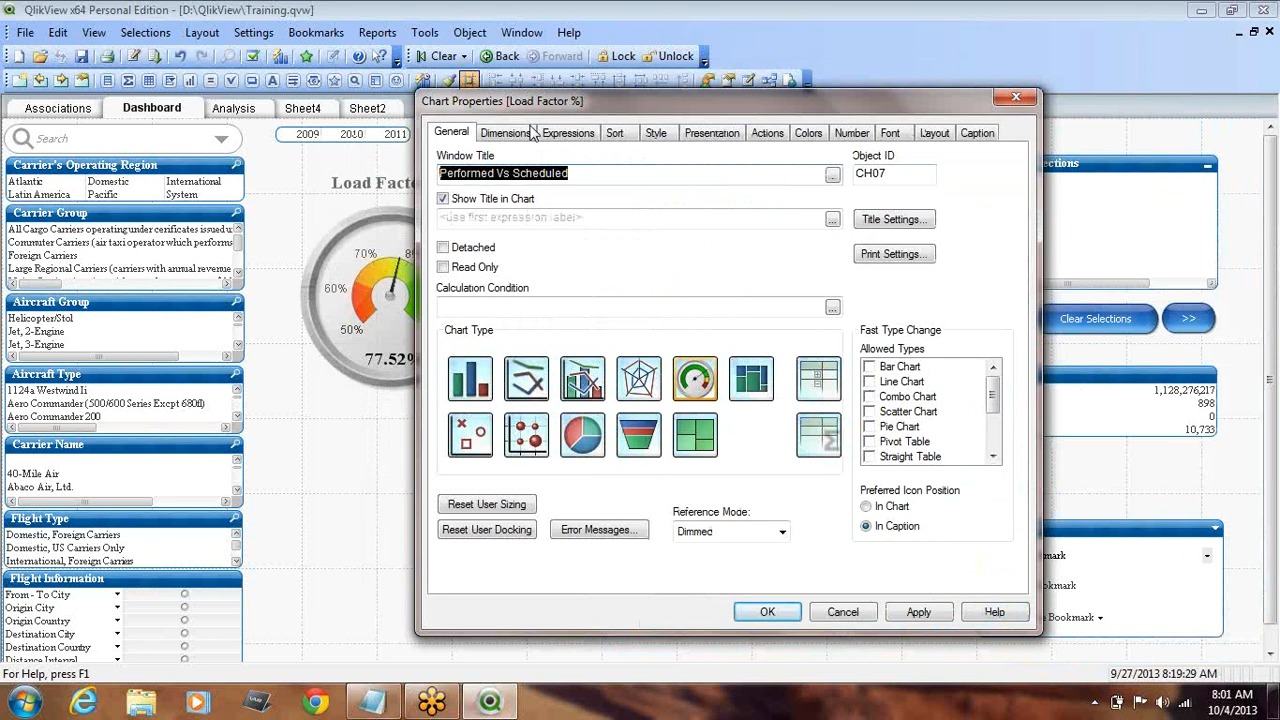 QlikView x64 Personal Edition - [D:\QlikView\Training.qvw]
File Edit View Selections Layout Settings Bookmarks Reports Tools Object Window Help
Clear Back Forward Lock Unlock
Associations Dashboard Analysis Sheet4 Sheet2
Search
2009 2010 2011
Carrier's Operating Region
Atlantic Domestic International
Latin America Pacific System
Carrier Group
All Cargo Carriers operating under certificates issued u
Commuter Carriers (air taxi operator which performs
Foreign Carriers
Large Regional Carriers (carriers with annual revenue
Aircraft Group
Helicopter/Stol
Jet, 2-Engine
Jet, 3-Engine
Aircraft Type
1124a Westwind Ii
Aero Commander (500/600 Series Except 680fl)
Aero Commander 200
Carrier Name
40-Mile Air
Abaco Air, Ltd.
Flight Type
Domestic, Foreign Carriers
Domestic, US Carriers Only
International, Foreign Carriers
Flight Information
From - To City
Origin City
Origin Country
Destination City
Destination Country
Distance Interval
Load Facto
70%
60%
50%
77.52%
Chart Properties [Load Factor %]
General Dimensions Expressions Sort Style Presentation Actions Colors Number Font Layout Caption
Window Title
Performed Vs Scheduled
Show Title in Chart
<use first expression label>
Detached
Read Only
Calculation Condition
Chart Type
Reset User Sizing
Reset User Docking
Error Messages...
Reference Mode:
Dimmed
Object ID
CH07
Title Settings...
Print Settings...
Fast Type Change
Allowed Types
Bar Chart
Line Chart
Combo Chart
Scatter Chart
Pie Chart
Pivot Table
Straight Table
Preferred Icon Position
In Chart
In Caption
OK Cancel Apply Help
ections
Clear Selections >>
1,128,276,217
898
0
10,733
mark
okmark
e Bookmark
For Help, press F1
9/27/2013 8:19:29 AM
8:01 AM
10/4/2013